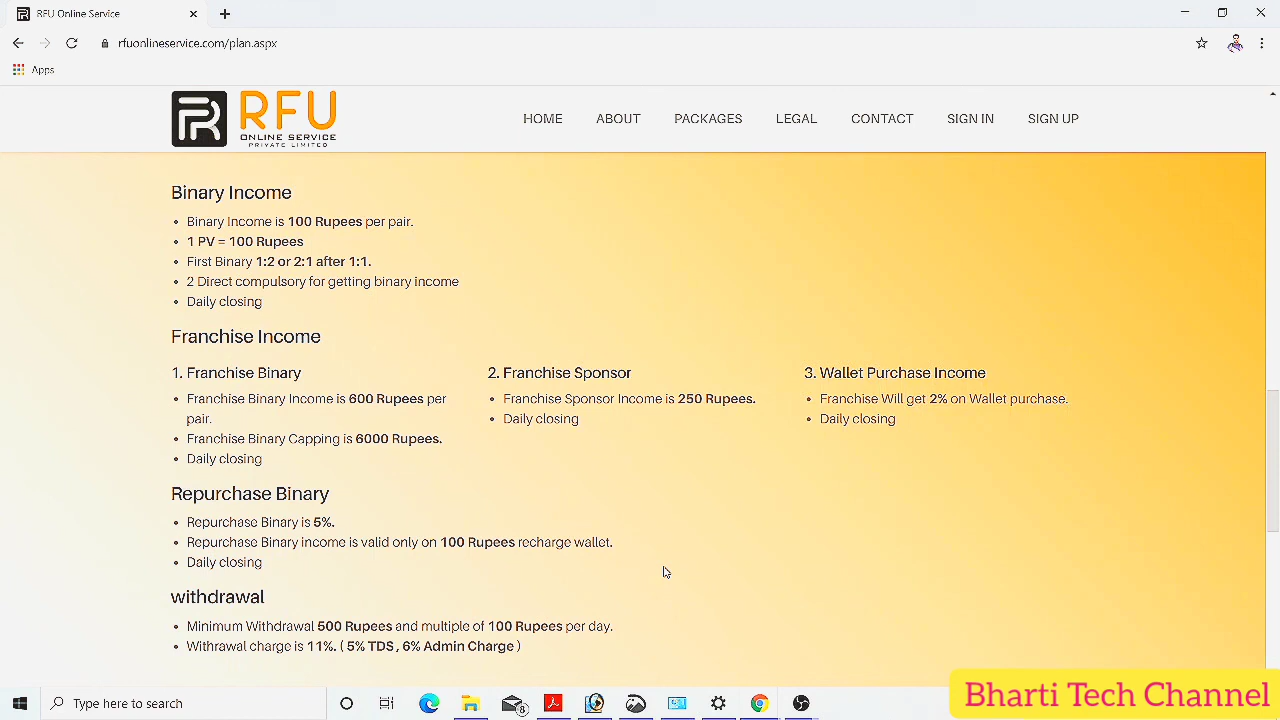 RFU Online Service
rfuonlineservice.com/plan.aspx
Apps
RFU
ONLINE SERVICE
PRIVATE LIMITED
HOME ABOUT PACKAGES LEGAL CONTACT SIGN IN SIGN UP
Binary Income
Binary Income is 100 Rupees per pair.
1 PV = 100 Rupees
First Binary 1:2 or 2:1 after 1:1.
2 Direct compulsory for getting binary income
Daily closing
Franchise Income
1. Franchise Binary
Franchise Binary Income is 600 Rupees per
pair.
Franchise Binary Capping is 6000 Rupees.
Daily closing
2. Franchise Sponsor
Franchise Sponsor Income is 250 Rupees.
Daily closing
3. Wallet Purchase Income
Franchise Will get 2% on Wallet purchase.
Daily closing
Repurchase Binary
Repurchase Binary is 5%.
Repurchase Binary income is valid only on 100 Rupees recharge wallet.
Daily closing
withdrawal
Minimum Withdrawal 500 Rupees and multiple of 100 Rupees per day.
Withrawal charge is 11%. ( 5% TDS , 6% Admin Charge )
Type here to search
8
Bharti Tech Channel